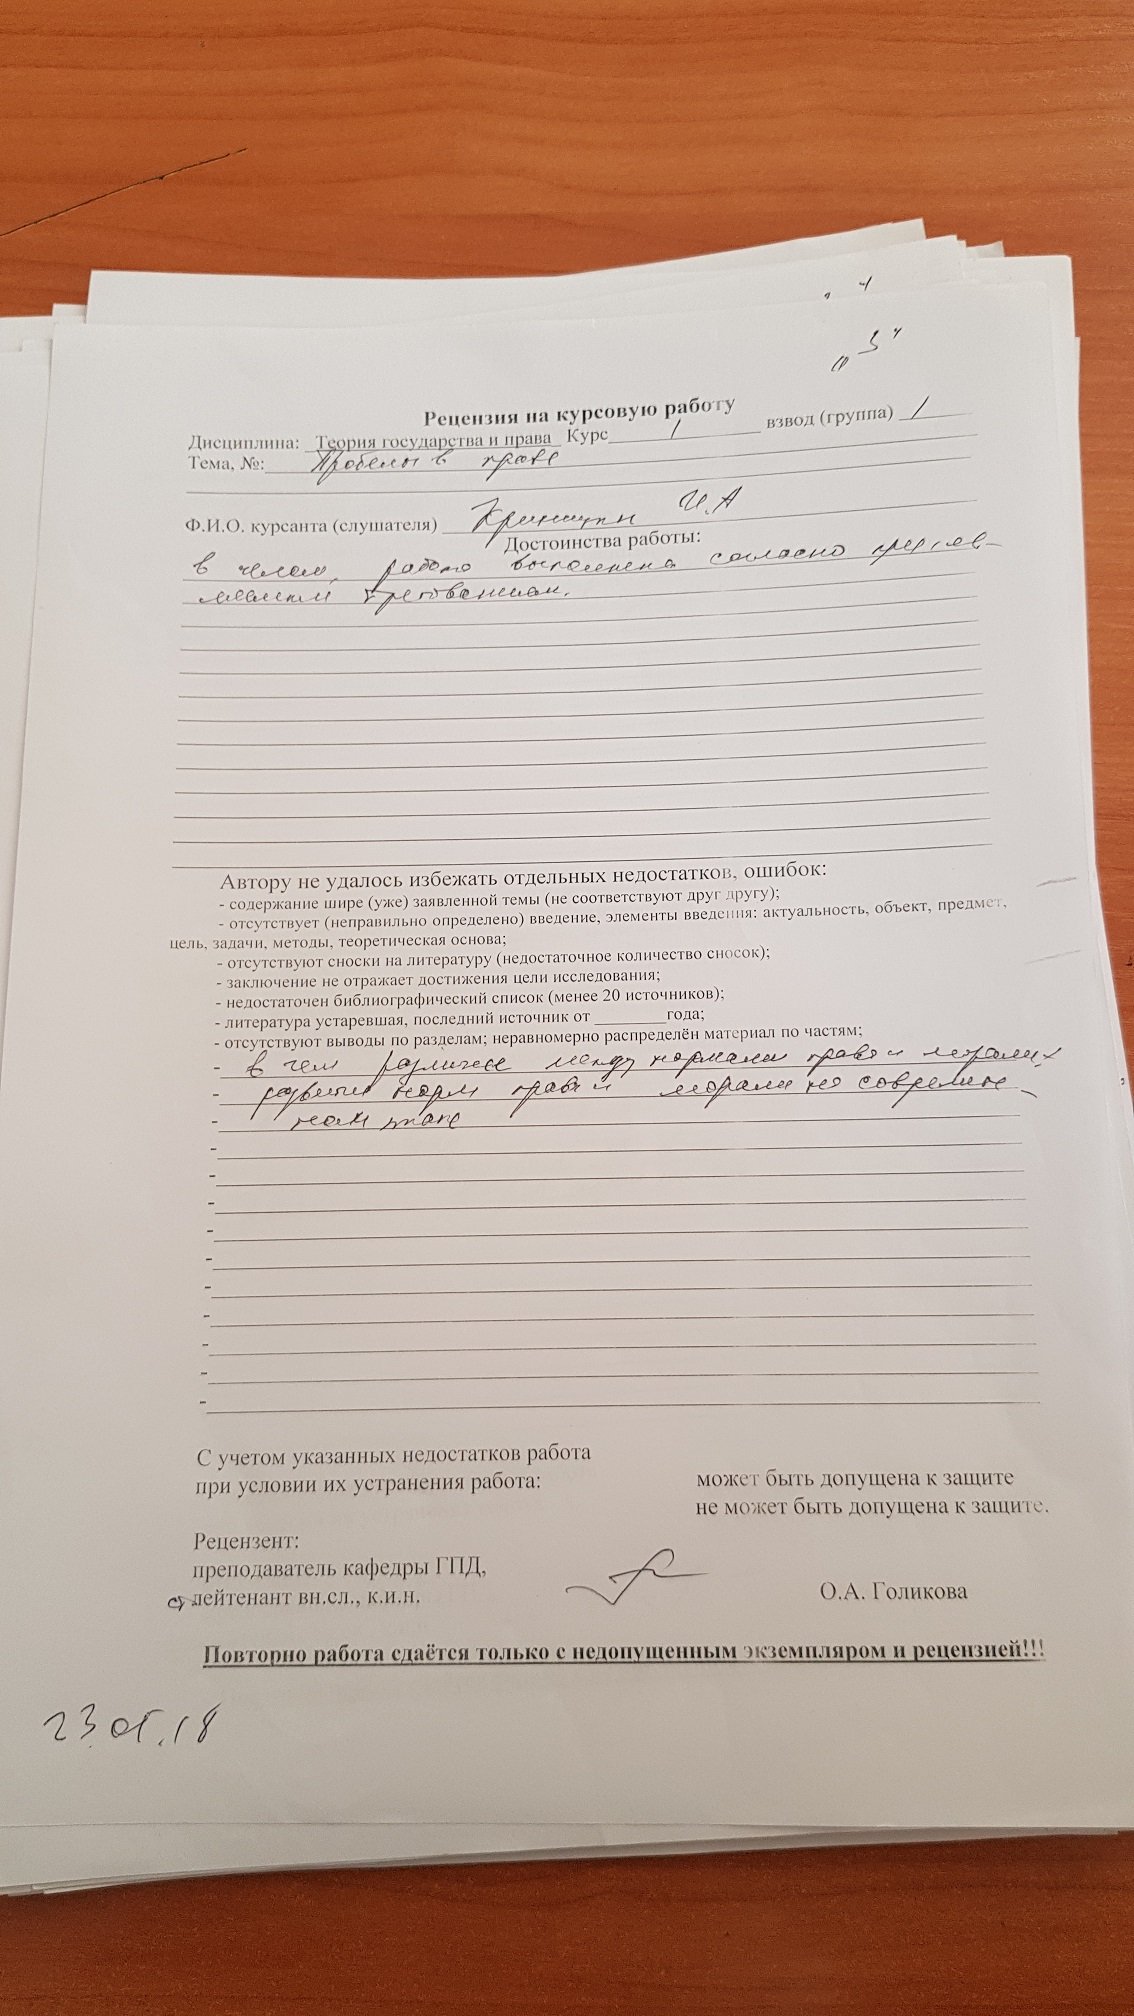 „3"
Рецензия на курсовую работу
Дисциплина: Теория государства и права Курс 1 взвод (группа) 1
Тема, №: Пробелы в праве
Ф.И.О. курсанта (слушателя) И.А
Достоинства работы:
в целом, работа выполнена согласно предъяв-
ляемым требованиям.
Автору не удалось избежать отдельных недостатков, ошибок:
- содержание шире (уже) заявленной темы (не соответствуют друг другу);
- отсутствует (неправильно определено) введение, элементы введения: актуальность, объект, предмет,
цель, задачи, методы, теоретическая основа;
- отсутствуют сноски на литературу (недостаточное количество сносок);
- заключение не отражает достижения цели исследования;
- недостаточен библиографический список (менее 20 источников);
- литература устаревшая, последний источник от ________года;
- отсутствуют выводы по разделам; неравномерно распределён материал по частям;
- в чем различие между нормами права и морали;
- развитие норм права и морали на современ-
- ном этапе
С учетом указанных недостатков работа
при условии их устранения работа:
может быть допущена к защите
не может быть допущена к защите.
Рецензент:
преподаватель кафедры ГПД,
ст лейтенант вн.сл., к.и.н.
О.А. Голикова
Повторно работа сдаётся только с недопущенным экземпляром и рецензией!!!
23.05.18